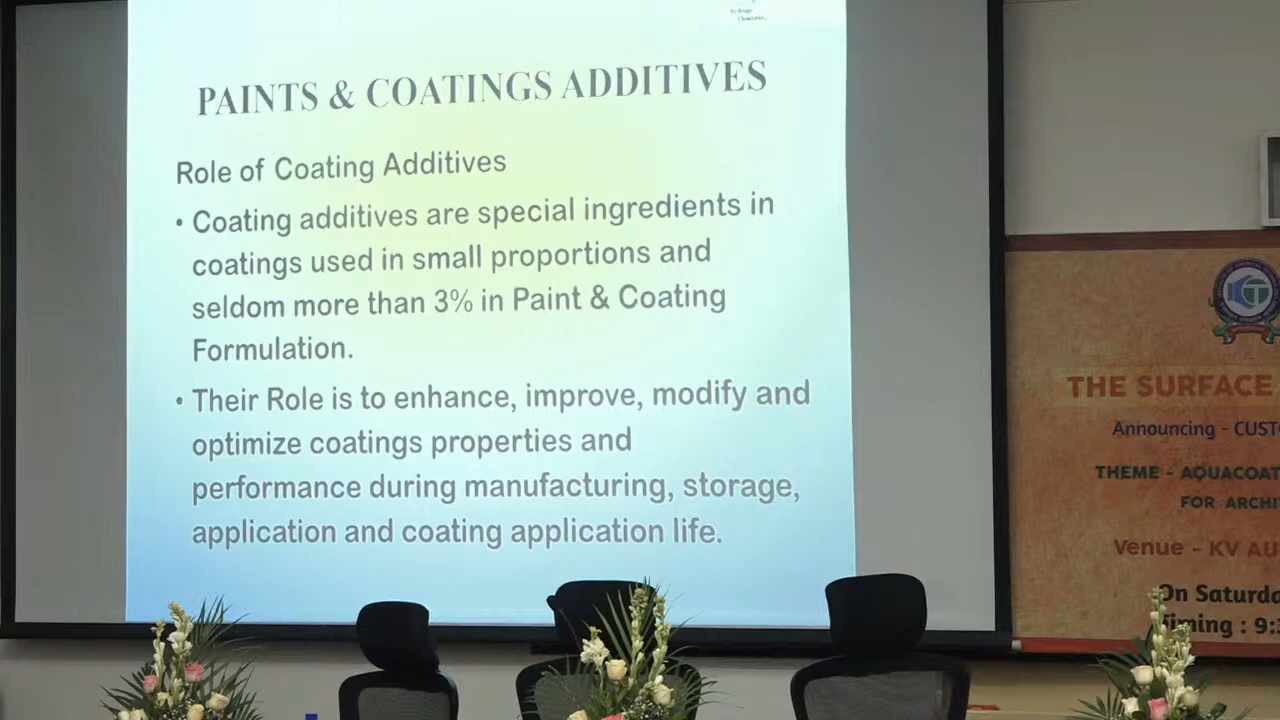 PAINTS & COATINGS ADDITIVES
Role of Coating Additives
• Coating additives are special ingredients in
coatings used in small proportions and
seldom more than 3% in Paint & Coating
Formulation.
• Their Role is to enhance, improve, modify and
optimize coatings properties and
performance during manufacturing, storage,
application and coating application life.
THE SURFACE
Announcing - CUST
THEME - AQUACOAT
FOR ARCHI
Venue - KV AU
On Saturda
Timing : 9:3